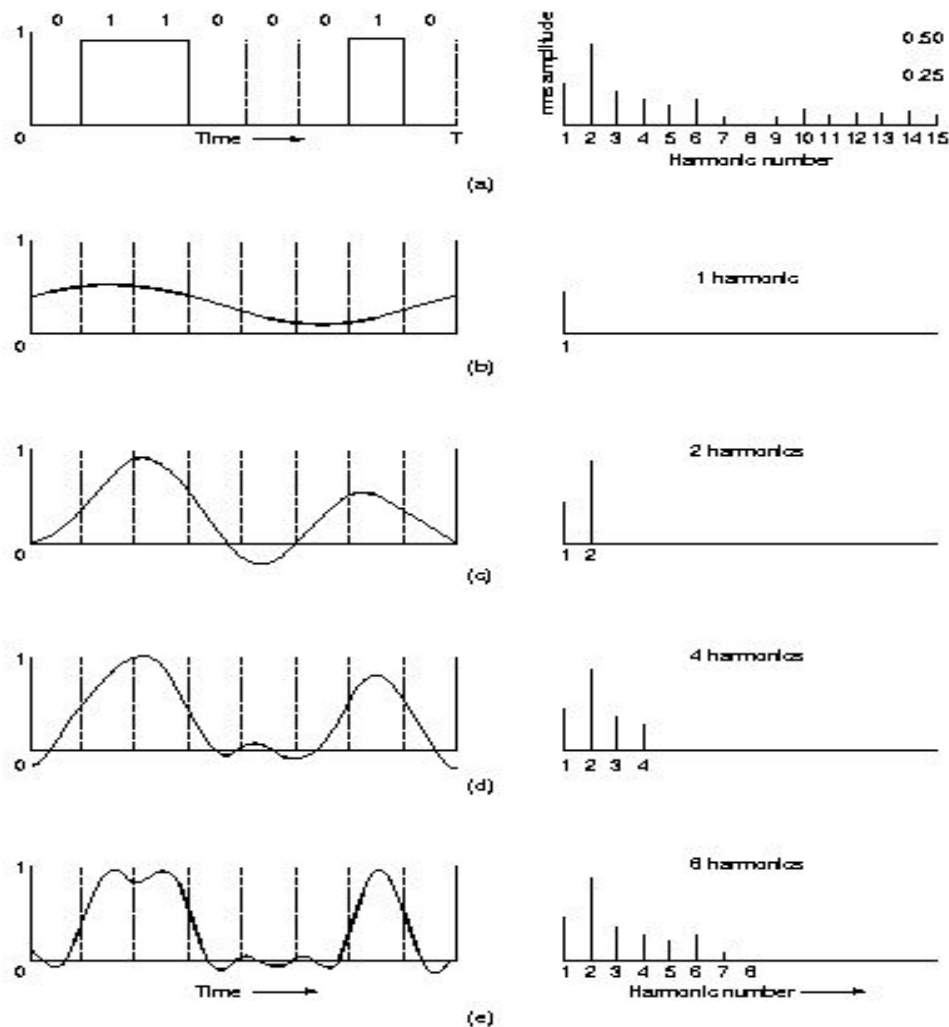 0 1 1 0 0 0 1 0
1
0
Time
T
rms amplitude
0.50
0.25
1 2 3 4 5 6 7 8 9 10 11 12 13 14 15
Harmonic number
(a)
1
0
1 harmonic
1
(b)
1
0
2 harmonics
1 2
(c)
1
0
4 harmonics
1 2 3 4
(d)
1
0
Time
8 harmonics
1 2 3 4 5 6 7 8
Harmonic number
(e)